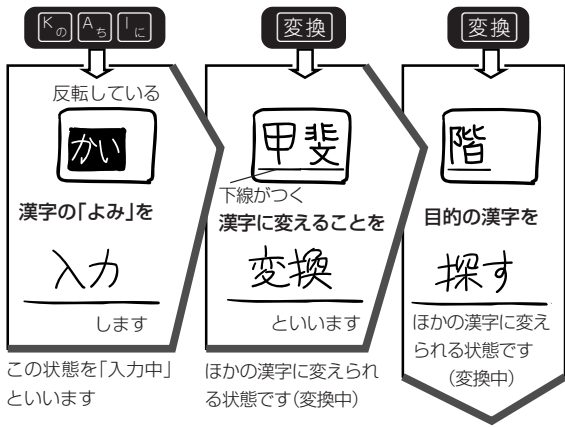 Kの Aち Iに
反転している
かい
漢字の「よみ」を
入力
します
この状態を「入力中」
といいます
変換
甲斐
下線がつく
漢字に変えることを
変換
といいます
ほかの漢字に変えられ
る状態です(変換中)
変換
階
目的の漢字を
探す
ほかの漢字に変え
られる状態です
(変換中)